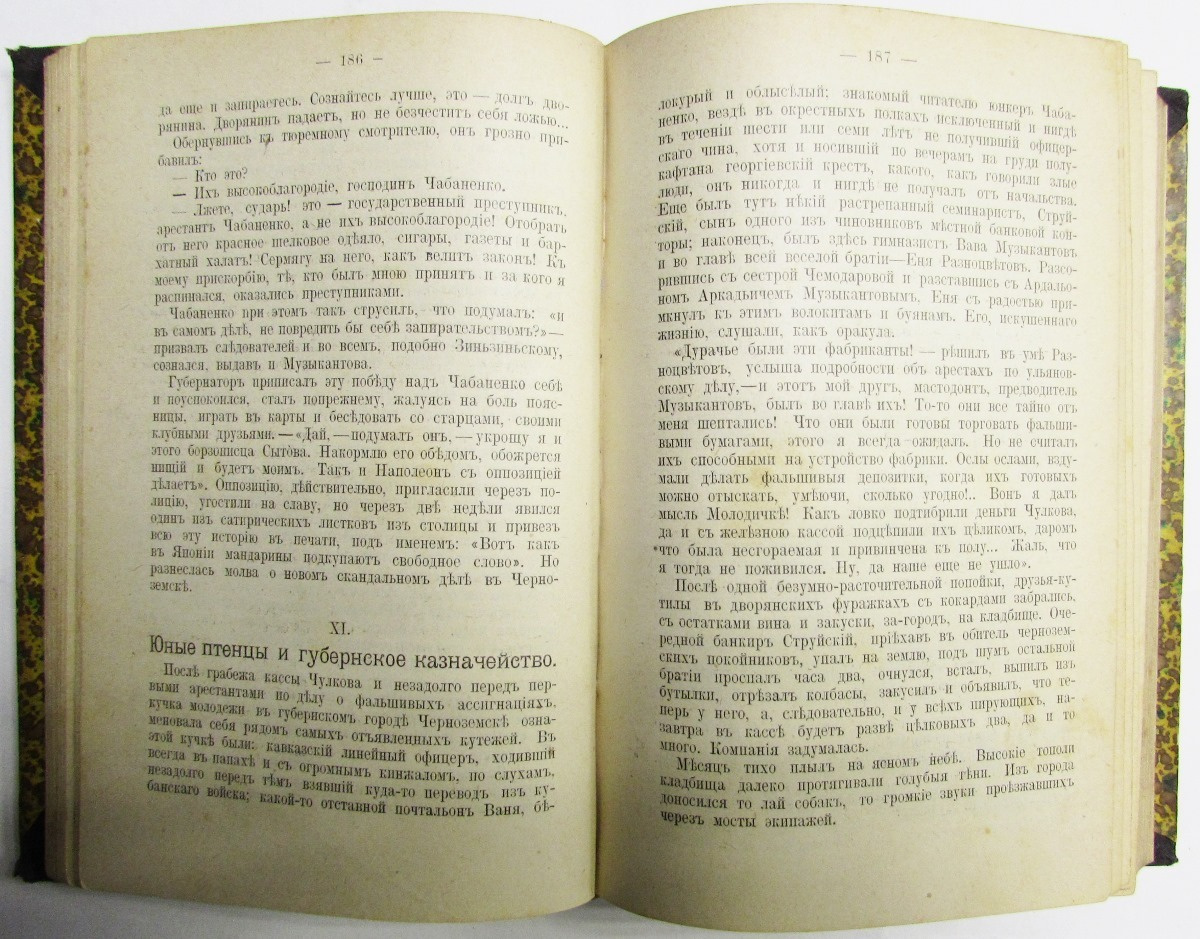 — 186 —
да еще и запираетесь. Сознайтесь лучше, это — долгъ дво-
рянина. Дворянинъ падаетъ, но не безчеститъ себя ложью...
Обернувшись къ тюремному смотрителю, онъ грозно при-
бавилъ:
— Кто это?
— Ихъ высокоблагородіе, господинъ Чабаненко.
— Лжете, сударь! это — государственный преступникъ,
арестантъ Чабаненко, а не ихъ высокоблагородіе! Отобрать
отъ него красное шелковое одѣяло, сигары, газеты и бар-
хатный халатъ! Сермягу на него, какъ велитъ законъ! Къ
моему прискорбію, тѣ, кто былъ мною принятъ и за кого я
распинался, оказались преступниками.
Чабаненко при этомъ такъ струсилъ, что подумалъ: «и
въ самомъ дѣлѣ, не повредить бы себѣ запирательствомъ?»—
призвалъ слѣдователей и во всемъ, подобно Зиньзиньскому,
сознался, выдавъ и Музыкантова.
Губернаторъ приписалъ эту побѣду надъ Чабаненко себѣ
и поуспокоился, сталъ попрежнему, жалуясь на боль пояс-
ницы, играть въ карты и бесѣдовать со старцами, своими
клубными друзьями. — «Дай, — подумалъ онъ, — укрощу я и
этого борзописца Сытова. Накормлю его обѣдомъ, обожрется
нищій и будетъ моимъ. Такъ и Наполеонъ съ оппозиціей
дѣлаетъ». Оппозицію, дѣйствительно, пригласили черезъ по-
лицію, угостили на славу, но черезъ двѣ недѣли явился
одинъ изъ сатирическихъ листковъ изъ столицы и привезъ
всю эту исторію въ печати, подъ именемъ: «Вотъ какъ
въ Японіи мандарины подкупаютъ свободное слово». Но
разнеслась молва о новомъ скандальномъ дѣлѣ въ Черно-
земскѣ.
XI.
Юные птенцы и губернское казначейство.
Послѣ грабежа кассы Чулкова и незадолго передъ пер-
выми арестантами по дѣлу о фальшивыхъ ассигнаціяхъ,
кучка молодежи въ губернскомъ городѣ Черноземскѣ озна-
меновала себя рядомъ самыхъ отъявленныхъ кутежей. Въ
этой кучкѣ были: кавказскій линейный офицеръ, ходившій
всегда въ папахѣ и съ огромнымъ кинжаломъ, по слухамъ,
незадолго передъ тѣмъ взявшій куда-то переводъ изъ ку-
банскаго войска; какой-то отставной почтальонъ Ваня, бѣ-
— 187 —
локурый и облысѣлый; знакомый читателю юнкеръ Чаба-
ненко, вездѣ въ окрестныхъ полкахъ исключенный и нигдѣ
въ теченіи шести или семи лѣтъ не получившій офицер-
скаго чина, хотя и носившій по вечерамъ на груди полу-
кафтана георгіевскій крестъ, какого, какъ говорили злые
люди, онъ никогда и нигдѣ не получалъ отъ начальства.
Еще былъ тутъ нѣкій растрепанный семинаристъ, Струй-
скій, сынъ одного изъ чиновниковъ мѣстной банковой кон-
торы; наконецъ, былъ здѣсь гимназистъ Вава Музыкантовъ
и во главѣ всей веселой братіи—Еня Разноцвѣтовъ. Разсо-
рившись съ сестрой Чемодаровой и разставшись съ Ардальо-
номъ Аркадьичемъ Музыкантовымъ, Еня съ радостью при-
мкнулъ къ этимъ волокитамъ и буянамъ. Его, искушеннаго
жизнію, слушали, какъ оракула.
«Дурачье были эти фабриканты! — рѣшилъ въ умѣ Раз-
ноцвѣтовъ, услыша подробности объ арестахъ по ульянов-
скому дѣлу,—и этотъ мой другъ, мастодонтъ, предводитель
Музыкантовъ, былъ во главѣ ихъ! То-то они все тайно отъ
меня шептались! Что они были готовы торговать фальши-
выми бумагами, этого я всегда ожидалъ. Но не считалъ
ихъ способными на устройство фабрики. Ослы ослами, взду-
мали дѣлать фальшивыя депозитки, когда ихъ готовыхъ
можно отыскать, умѣючи, сколько угодно!.. Вонъ я далъ
мысль Молодичкѣ! Какъ ловко подтибрили деньги Чулкова,
да и съ желѣзною кассой подцѣпили ихъ цѣликомъ, даромъ
что была несгораемая и привинчена къ полу... Жаль, что
я тогда не поживился. Ну, да наше еще не ушло».
Послѣ одной безумно-расточительной попойки, друзья-ку-
тилы въ дворянскихъ фуражкахъ съ кокардами забрались,
съ остатками вина и закуски, за-городъ, на кладбище. Оче-
редной банкиръ Струйскій, пріѣхавъ въ обитель чернозем-
скихъ покойниковъ, упалъ на землю, подъ шумъ остальной
братіи проспалъ часа два, очнулся, всталъ, выпилъ изъ
бутылки, отрѣзалъ колбасы, закусилъ и объявилъ, что те-
перь у него, а, слѣдовательно, и у всѣхъ пирующихъ, на-
завтра въ кассѣ будетъ развѣ цѣлковыхъ два, да и то
много. Компанія задумалась.
Мѣсяцъ тихо плылъ на ясномъ небѣ. Высокіе тополи
кладбища далеко протягивали голубыя тѣни. Изъ города
доносился то лай собакъ, то громкіе звуки проѣзжавшихъ
черезъ мосты экипажей.